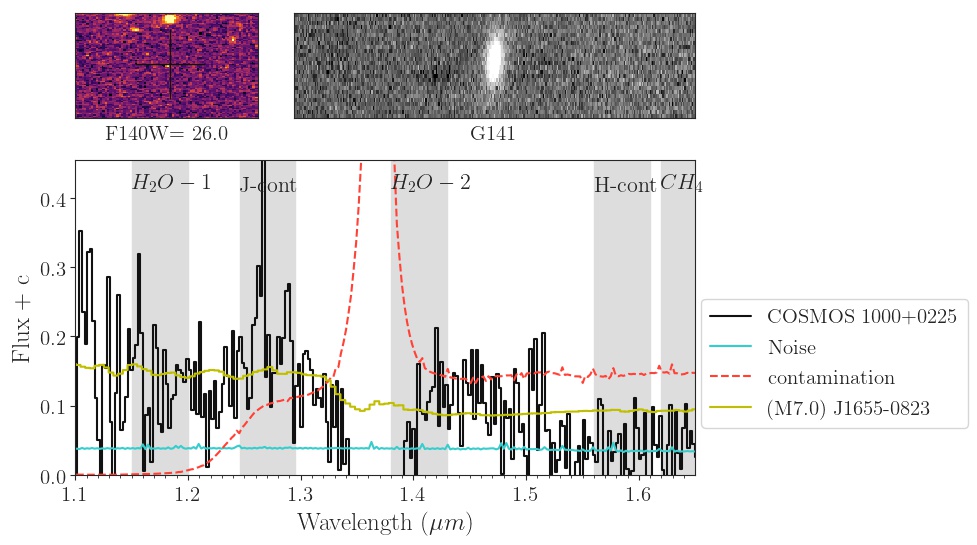 F140W= 26.0
G141
H₂O − 1
J-cont
H₂O − 2
H-cont
CH₄
Flux + c
0.4
0.3
0.2
0.1
0.0
1.1
1.2
1.3
1.4
1.5
1.6
Wavelength (μm)
COSMOS 1000+0225
Noise
contamination
(M7.0) J1655-0823